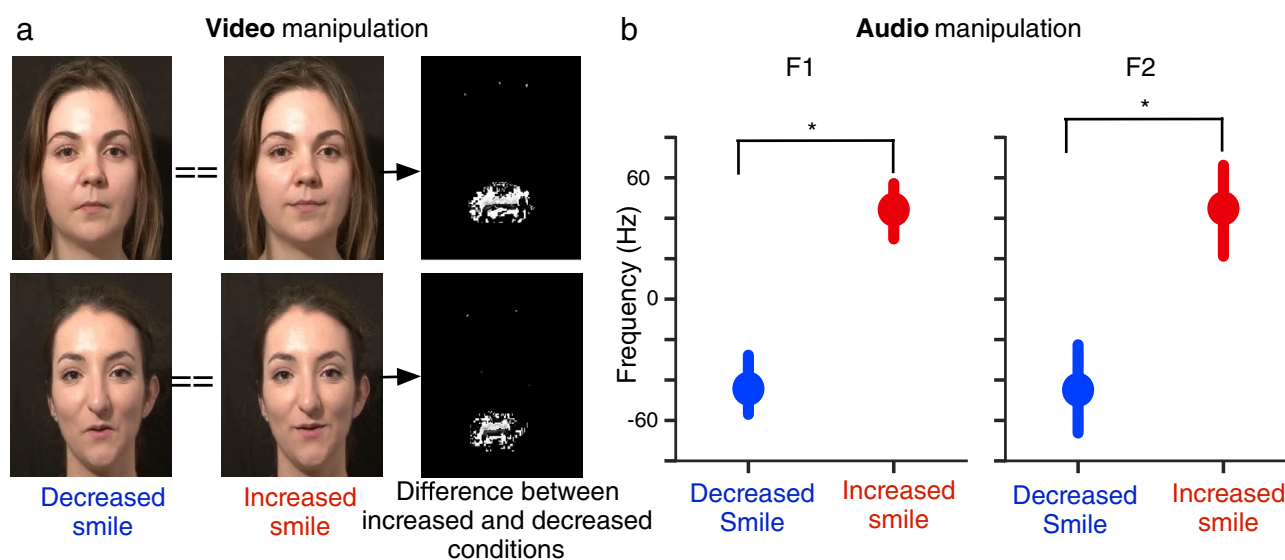 a
Video manipulation
==
==
Decreased
smile
Increased
smile
Difference between
increased and decreased
conditions
b
Audio manipulation
F1
F2
*
*
Frequency (Hz)
60
0
-60
Decreased
Smile
Increased
smile
Decreased
Smile
Increased
smile